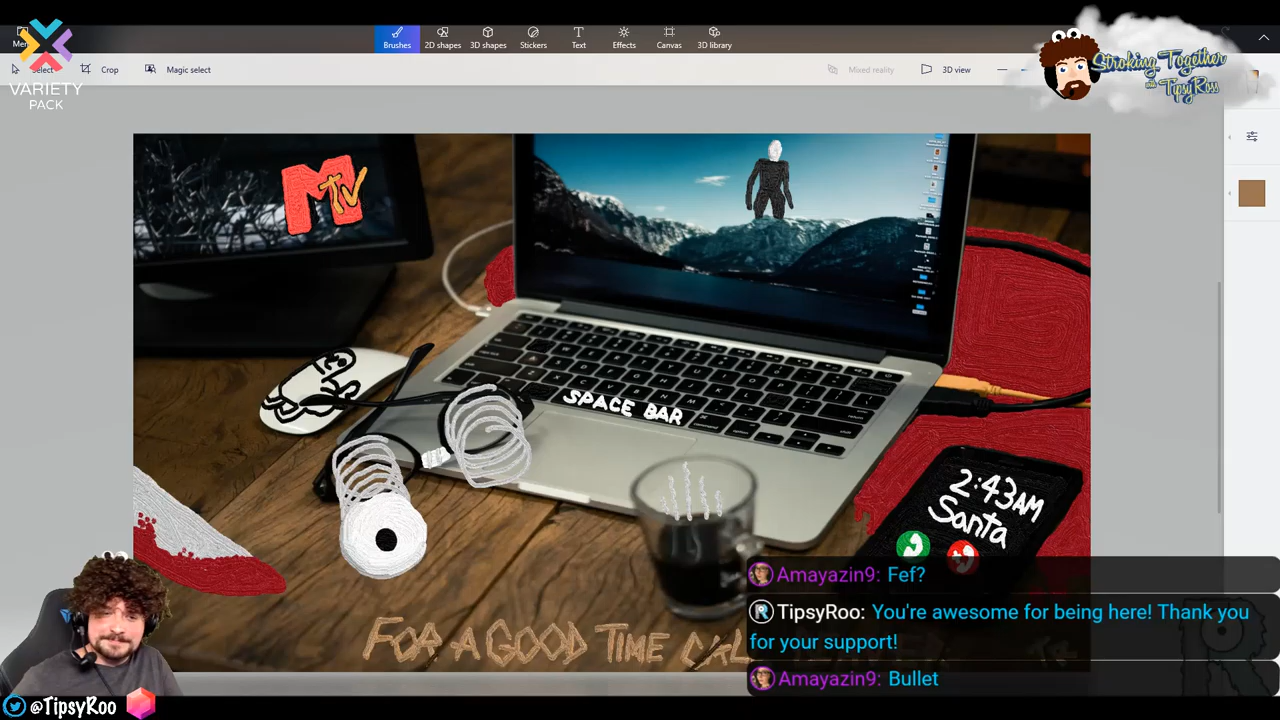 Brushes
2D shapes
3D shapes
Stickers
Text
Effects
Canvas
3D library
Select
Crop
Magic select
Mixed reality
3D view
VARIETY
PACK
Stroking Together
with TipsyRoss
MTV
SPACE BAR
2:43AM
Santa
FOR A GOOD TIME CAL
Amayazin9: Fef?
TipsyRoo: You're awesome for being here! Thank you
for your support!
Amayazin9: Bullet
@TipsyRoo